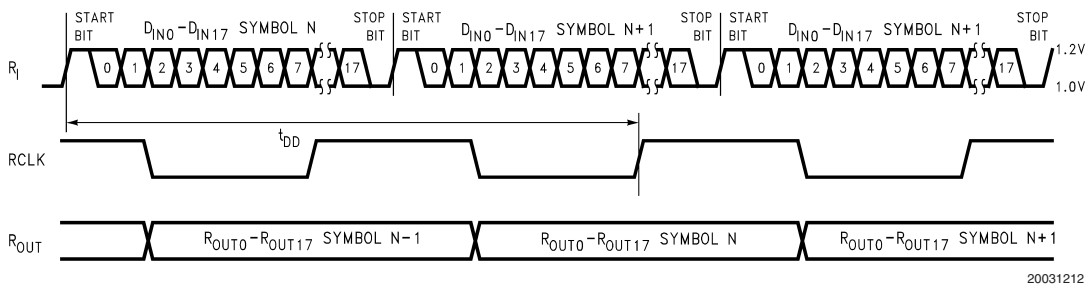 START BIT D_IN0-D_IN17 SYMBOL N STOP BIT START BIT D_IN0-D_IN17 SYMBOL N+1 STOP BIT START BIT D_IN0-D_IN17 SYMBOL N+1 STOP BIT
R_I 0 1 2 3 4 5 6 7 17 0 1 2 3 4 5 6 7 17 0 1 2 3 4 5 6 7 17 1.2V
1.0V
t_DD
RCLK
R_OUT R_OUT0-R_OUT17 SYMBOL N-1 R_OUT0-R_OUT17 SYMBOL N R_OUT0-R_OUT17 SYMBOL N+1
20031212